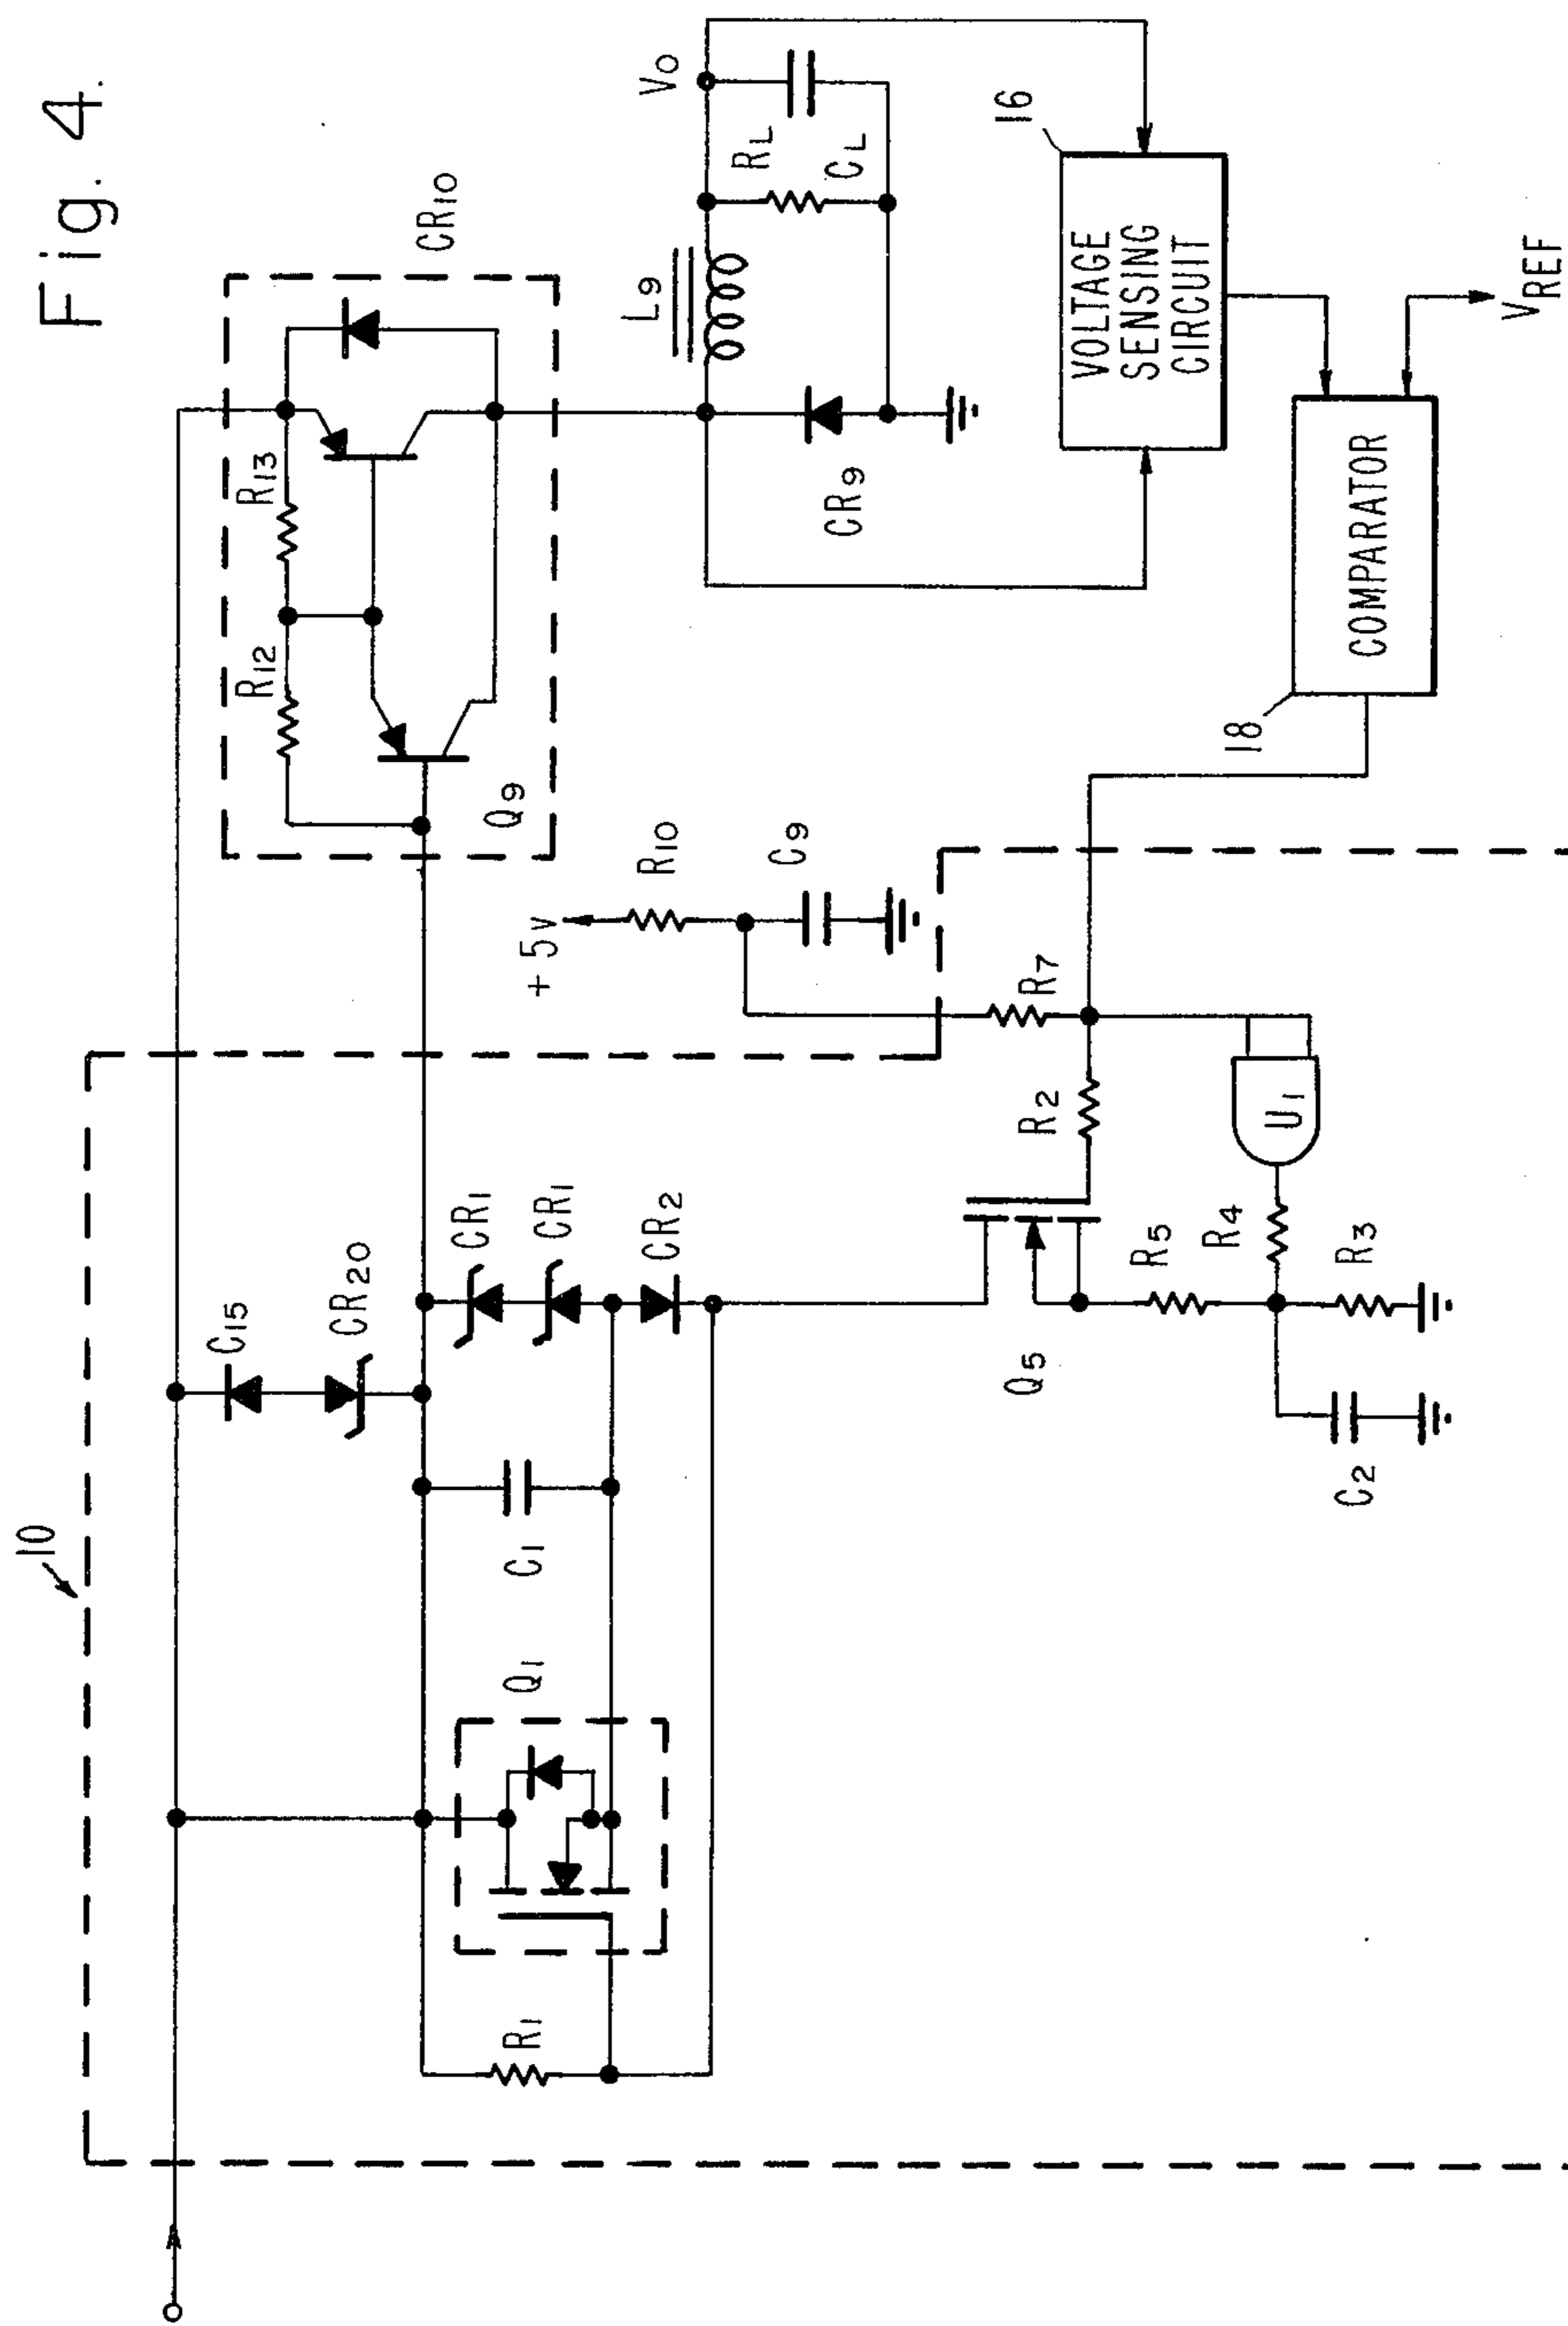 Fig. 4.
10
C15
CR20
R12
R13
CR10
Q9
R1
Q1
C1
CR1
CR1
CR2
+5v
R10
C9
L9
Vo
RL
CL
CR9
R7
R2
Q5
R5
R4
R3
C2
U1
16
VOLTAGE
SENSING
CIRCUIT
18
COMPARATOR
VREF